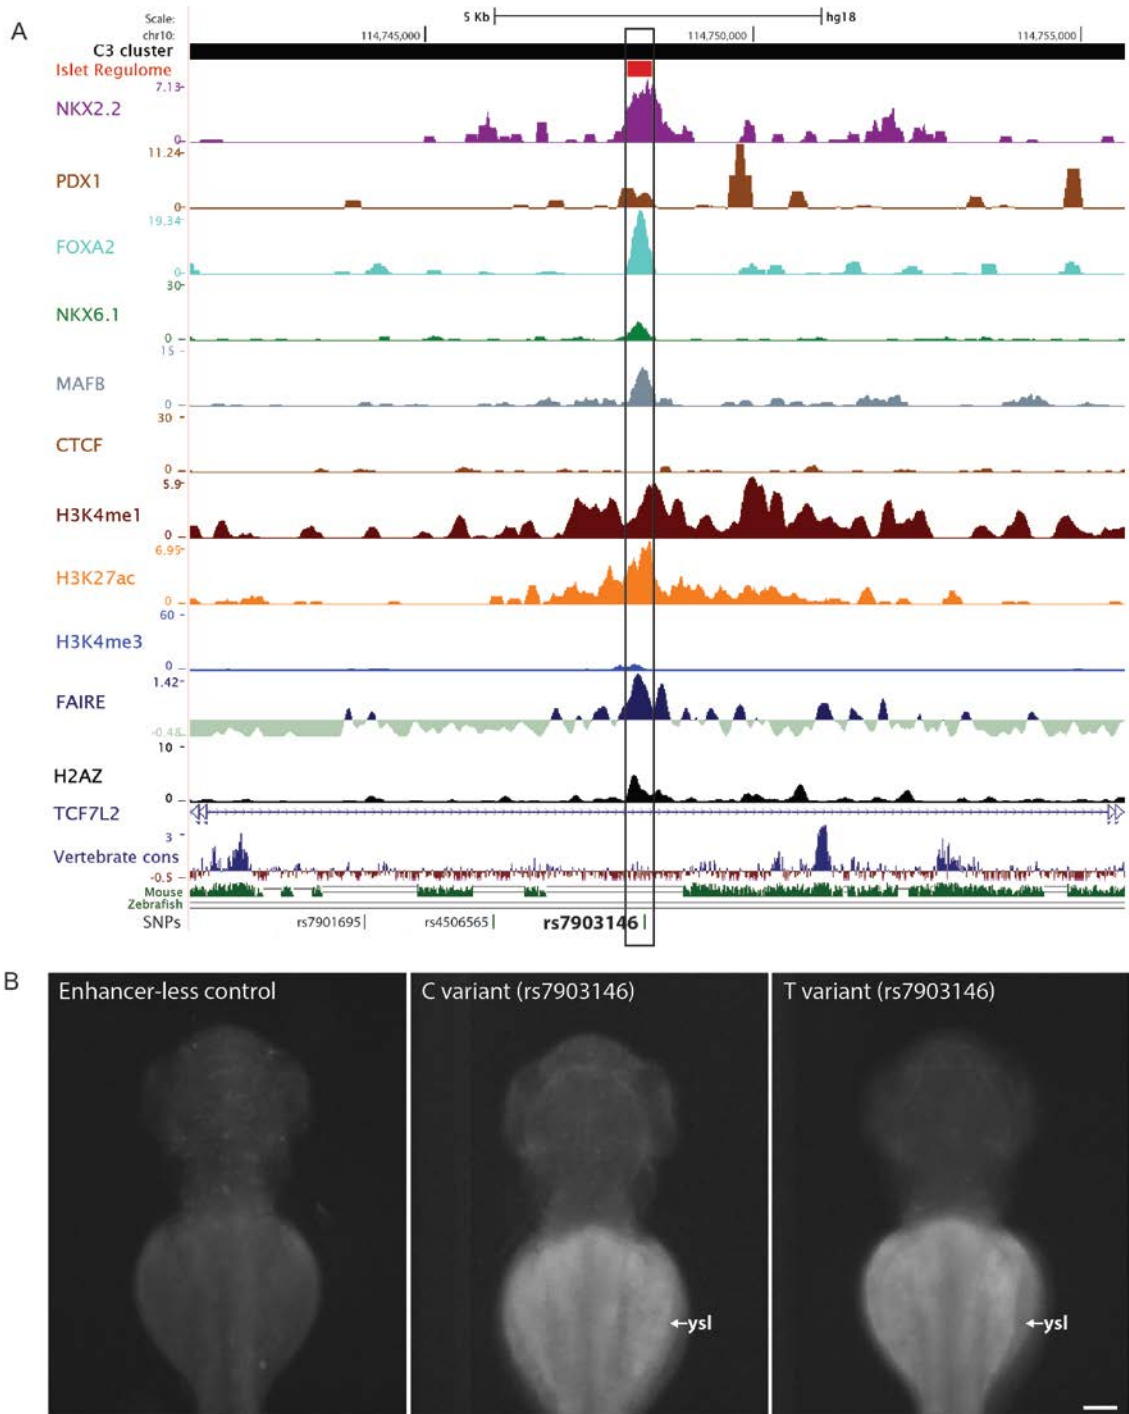 A
Scale:
5 Kb
hg18
chr10:
114,745,000
114,750,000
114,755,000
C3 cluster
Islet Regulome
7.13
NKX2.2
0
11.24
PDX1
0
19.34
FOXA2
0
30
NKX6.1
0
15
MAFB
0
30
CTCF
0
5.9
H3K4me1
0
6.95
H3K27ac
0
60
H3K4me3
0
1.42
FAIRE
-0.48
10
H2AZ
0
TCF7L2
3
Vertebrate cons
-0.5
Mouse
Zebrafish
SNPs
rs7901695
rs4506565
rs7903146
B
Enhancer-less control
C variant (rs7903146)
T variant (rs7903146)
ysl
ysl